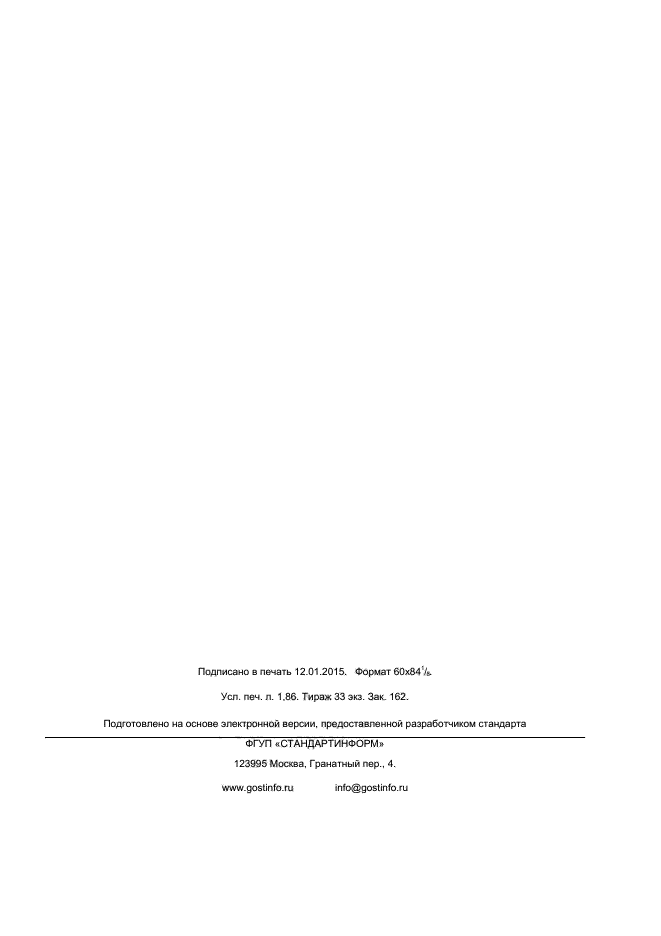 Подписано в печать 12.01.2015. Формат 60х84¹/₈.
Усл. печ. л. 1,86. Тираж 33 экз. Зак. 162.
Подготовлено на основе электронной версии, предоставленной разработчиком стандарта
ФГУП «СТАНДАРТИНФОРМ»
123995 Москва, Гранатный пер., 4.
www.gostinfo.ru info@gostinfo.ru